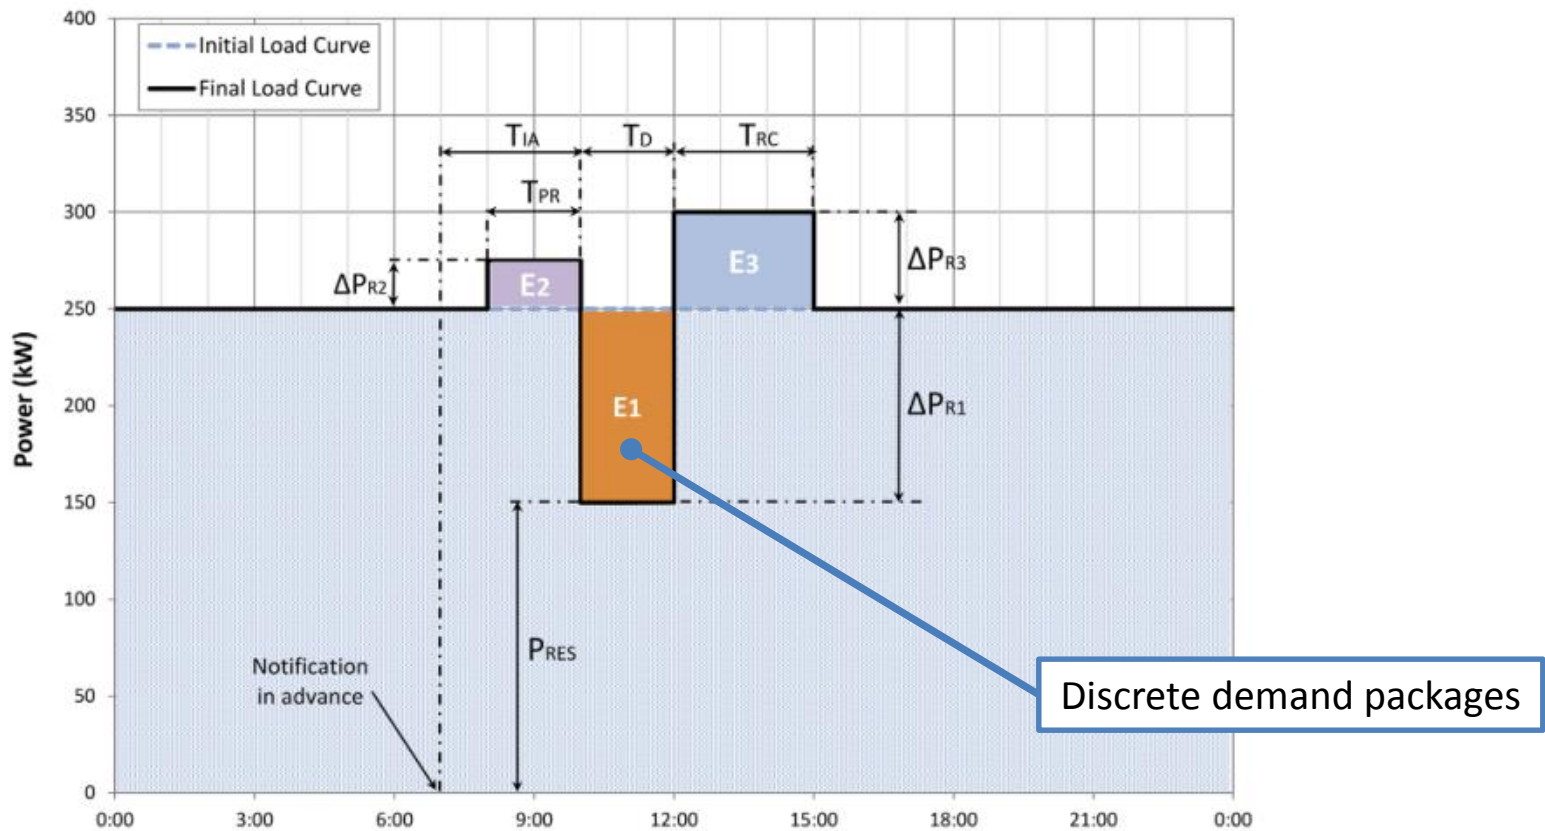 400
Initial Load Curve
Final Load Curve
350
TIA
TD
TRC
TPR
300
ΔPR2
E2
E3
ΔPR3
250
Power (kW)
200
E1
ΔPR1
150
100
PRES
Notification
in advance
Discrete demand packages
50
0
0:00 3:00 6:00 9:00 12:00 15:00 18:00 21:00 0:00